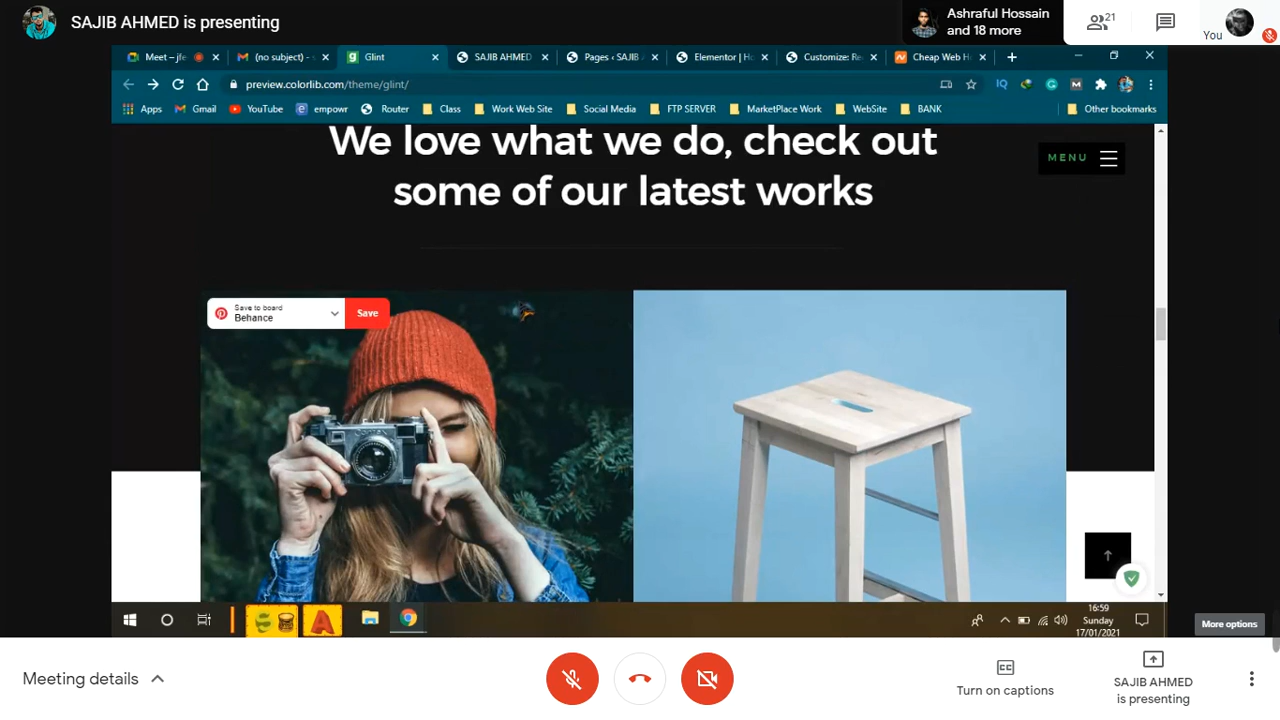 SAJIB AHMED is presenting
Ashraful Hossain
and 18 more
21
You
Meet – jfe
(no subject) -
Glint
SAJIB AHMED
Pages ‹ SAJIB A
Elementor | Ho
Customize: Re
Cheap Web H
preview.colorlib.com/theme/glint/
Apps
Gmail
YouTube
empowr
Router
Class
Work Web Site
Social Media
FTP SERVER
MarketPlace Work
WebSite
BANK
Other bookmarks
We love what we do, check out
some of our latest works
MENU
Save to board
Behance
Save
16:59
Sunday
17/01/2021
More options
Meeting details
Turn on captions
SAJIB AHMED
is presenting